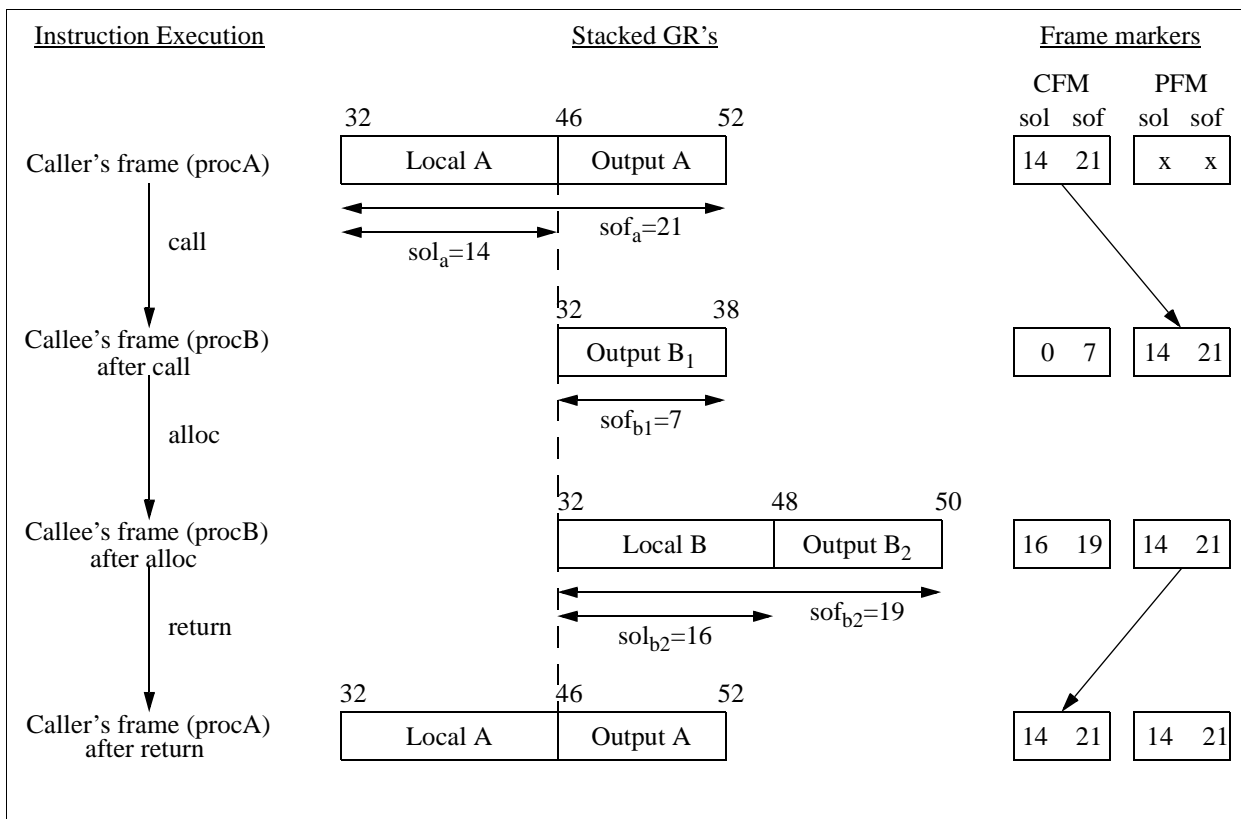 Instruction Execution Stacked GR's Frame markers
CFM PFM
sol sof sol sof
32 46 52
Caller's frame (procA) Local A Output A 14 21 x x
sof_a=21
call sol_a=14
32 38
Callee's frame (procB) Output B_1 0 7 14 21
after call
sof_b1=7
alloc
32 48 50
Callee's frame (procB) Local B Output B_2 16 19 14 21
after alloc
sof_b2=19
return sol_b2=16
32 46 52
Caller's frame (procA) Local A Output A 14 21 14 21
after return